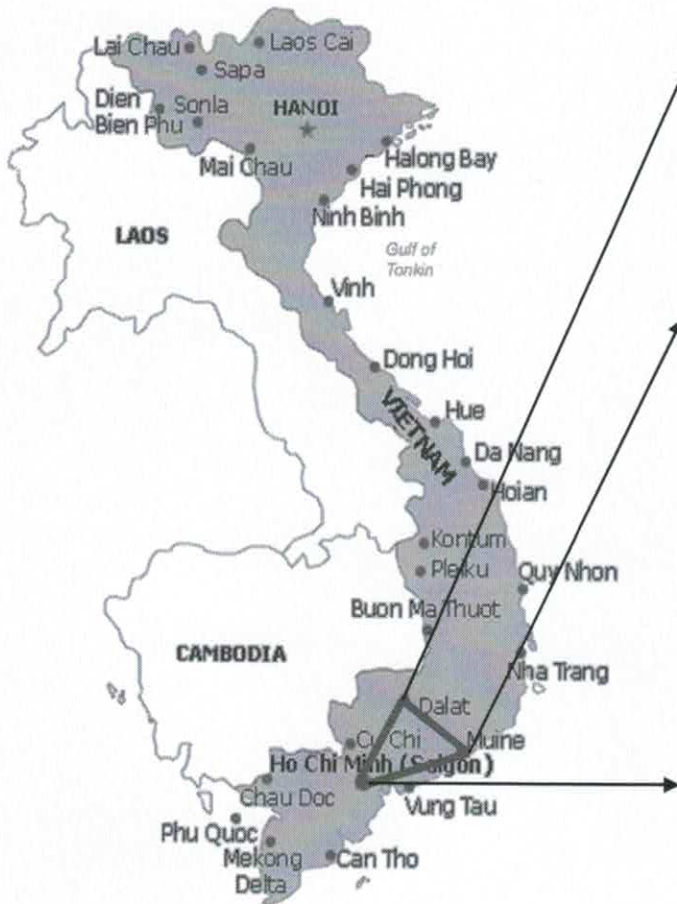 Lai Chau
Laos Cai
Sapa
Dien
Bien Phu
Sonla
HANOI
Mai Chau
Halong Bay
Hai Phong
Ninh Binh
LAOS
Gulf of
Tonkin
Vinh
Dong Hoi
VIETNAM
Hue
Da Nang
Hoian
Kontum
Pleiku
Quy Nhon
Buon Ma Thuot
CAMBODIA
Nha Trang
Dalat
Cu Chi
Muine
Ho Chi Minh (Saigon)
Chau Doc
Vung Tau
Phu Quoc
Mekong
Delta
Can Tho